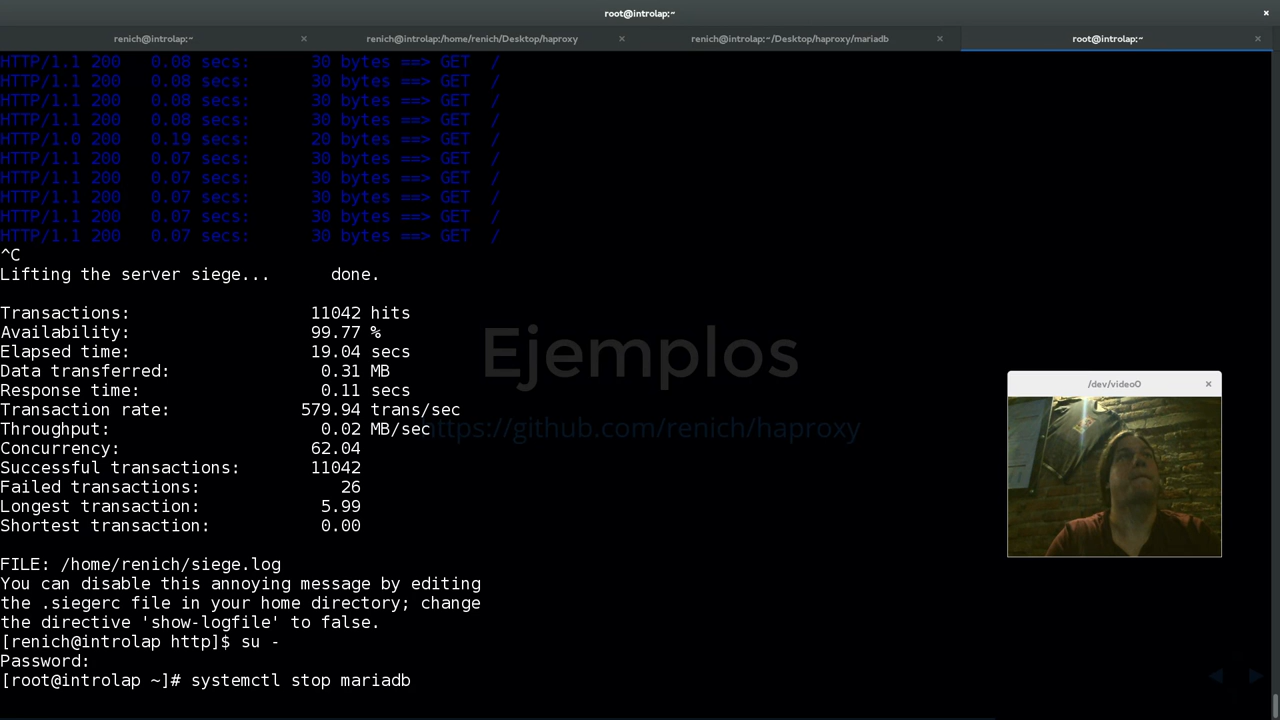 root@introlap:~ ×
renich@introlap:~ × renich@introlap:/home/renich/Desktop/haproxy × renich@introlap:~/Desktop/haproxy/mariadb × root@introlap:~ ×
HTTP/1.1 200 0.08 secs: 30 bytes ==> GET /
HTTP/1.1 200 0.08 secs: 30 bytes ==> GET /
HTTP/1.1 200 0.08 secs: 30 bytes ==> GET /
HTTP/1.1 200 0.08 secs: 30 bytes ==> GET /
HTTP/1.0 200 0.19 secs: 20 bytes ==> GET /
HTTP/1.1 200 0.07 secs: 30 bytes ==> GET /
HTTP/1.1 200 0.07 secs: 30 bytes ==> GET /
HTTP/1.1 200 0.07 secs: 30 bytes ==> GET /
HTTP/1.1 200 0.07 secs: 30 bytes ==> GET /
HTTP/1.1 200 0.07 secs: 30 bytes ==> GET /
^C
Lifting the server siege... done.
Transactions: 11042 hits
Availability: 99.77 %
Elapsed time: 19.04 secs
Data transferred: 0.31 MB
Response time: 0.11 secs
Transaction rate: 579.94 trans/sec
Throughput: 0.02 MB/sec
Concurrency: 62.04
Successful transactions: 11042
Failed transactions: 26
Longest transaction: 5.99
Shortest transaction: 0.00
FILE: /home/renich/siege.log
You can disable this annoying message by editing
the .siegerc file in your home directory; change
the directive 'show-logfile' to false.
[renich@introlap http]$ su -
Password:
[root@introlap ~]# systemctl stop mariadb
Ejemplos
https://github.com/renich/haproxy
/dev/video0 ×